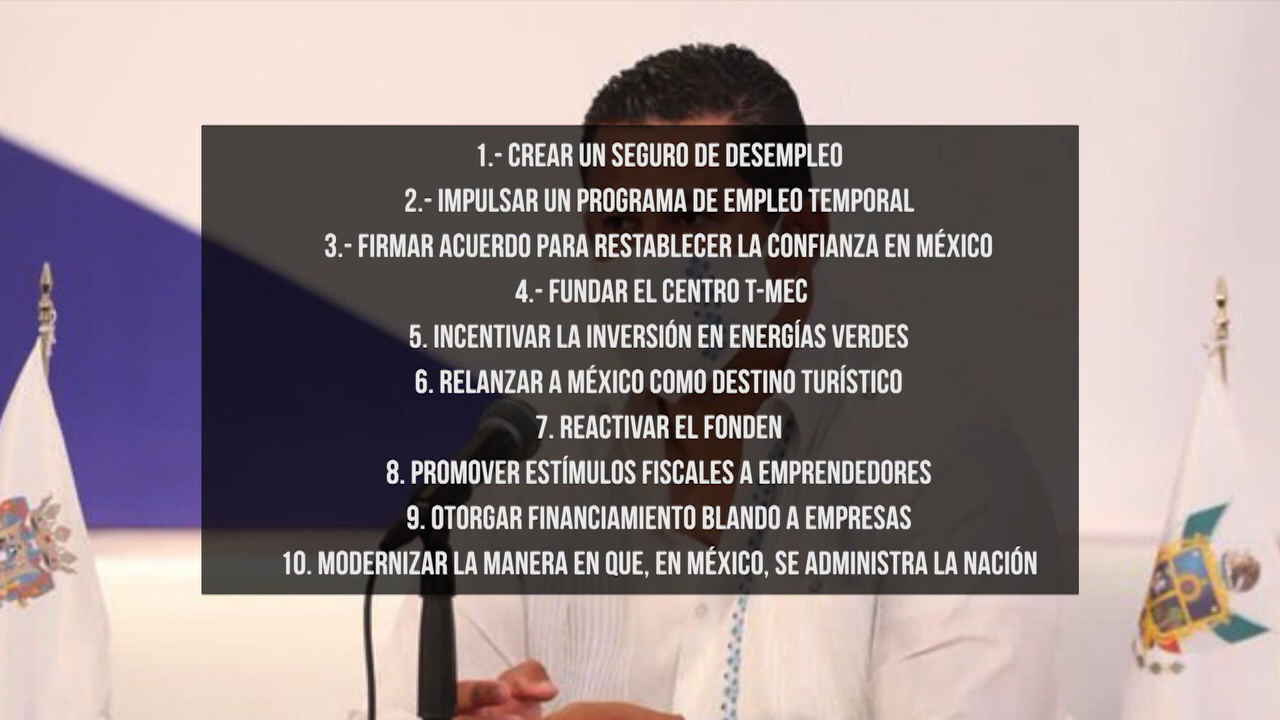 1.- CREAR UN SEGURO DE DESEMPLEO
2.- IMPULSAR UN PROGRAMA DE EMPLEO TEMPORAL
3.- FIRMAR ACUERDO PARA RESTABLECER LA CONFIANZA EN MÉXICO
4.- FUNDAR EL CENTRO T-MEC
5. INCENTIVAR LA INVERSIÓN EN ENERGÍAS VERDES
6. RELANZAR A MÉXICO COMO DESTINO TURÍSTICO
7. REACTIVAR EL FONDEN
8. PROMOVER ESTÍMULOS FISCALES A EMPRENDEDORES
9. OTORGAR FINANCIAMIENTO BLANDO A EMPRESAS
10. MODERNIZAR LA MANERA EN QUE, EN MÉXICO, SE ADMINISTRA LA NACIÓN